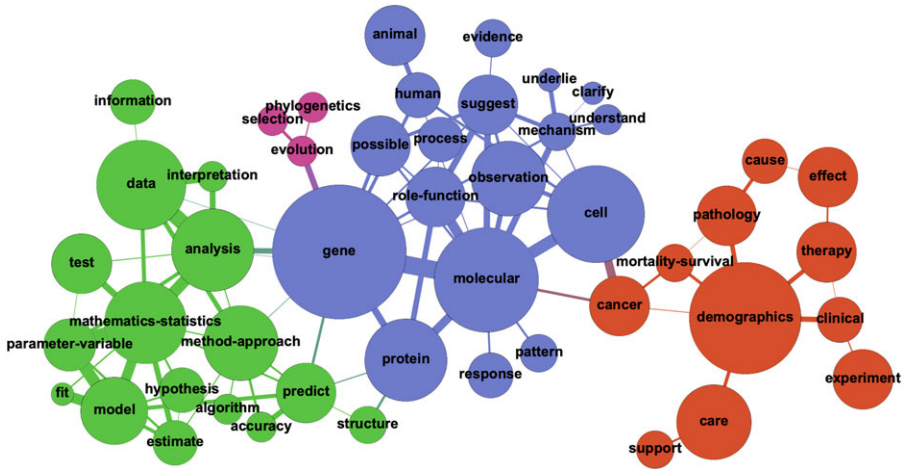 animal
evidence
underlie
clarify
information
human
suggest
phylogenetics
selection
understand
possible
process
mechanism
evolution
cause
effect
data
interpretation
role-function
observation
cell
pathology
test
analysis
gene
therapy
mortality-survival
molecular
cancer
demographics
clinical
mathematics-statistics
parameter-variable
method-approach
protein
pattern
response
experiment
fit
hypothesis
predict
model
algorithm
accuracy
structure
care
estimate
support